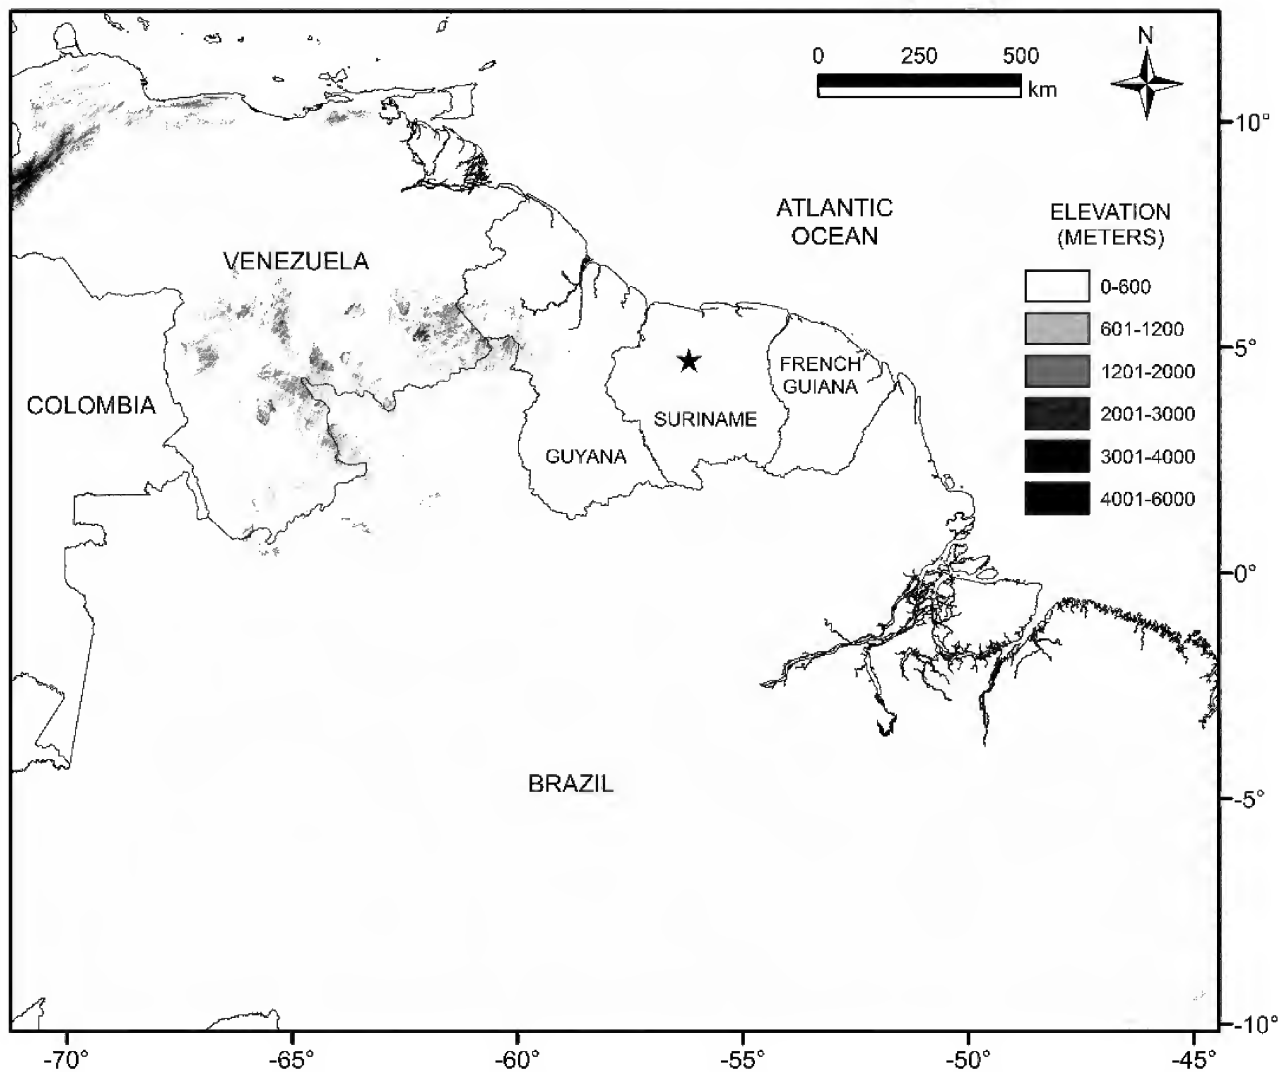 N
0 250 500
km
10°
ATLANTIC
OCEAN
ELEVATION
(METERS)
VENEZUELA
0-600
601-1200
5°
FRENCH
GUIANA
1201-2000
COLOMBIA
2001-3000
SURINAME
GUYANA
3001-4000
4001-6000
0°
BRAZIL
-5°
-10°
-70° -65° -60° -55° -50° -45°